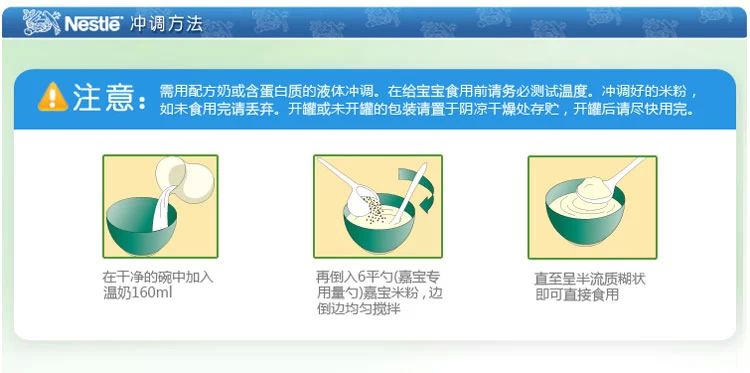 Nestlé 冲调方法
注意：
需用配方奶或含蛋白质的液体冲调。在给宝宝食用前请务必测试温度。冲调好的米粉，
如未食用完请丢弃。开罐或未开罐的包装请置于阴凉干燥处存贮，开罐后请尽快用完。
在干净的碗中加入
温奶160ml
再倒入6平勺(嘉宝专
用量勺)嘉宝米粉，边
倒边均匀搅拌
直至呈半流质糊状
即可直接食用